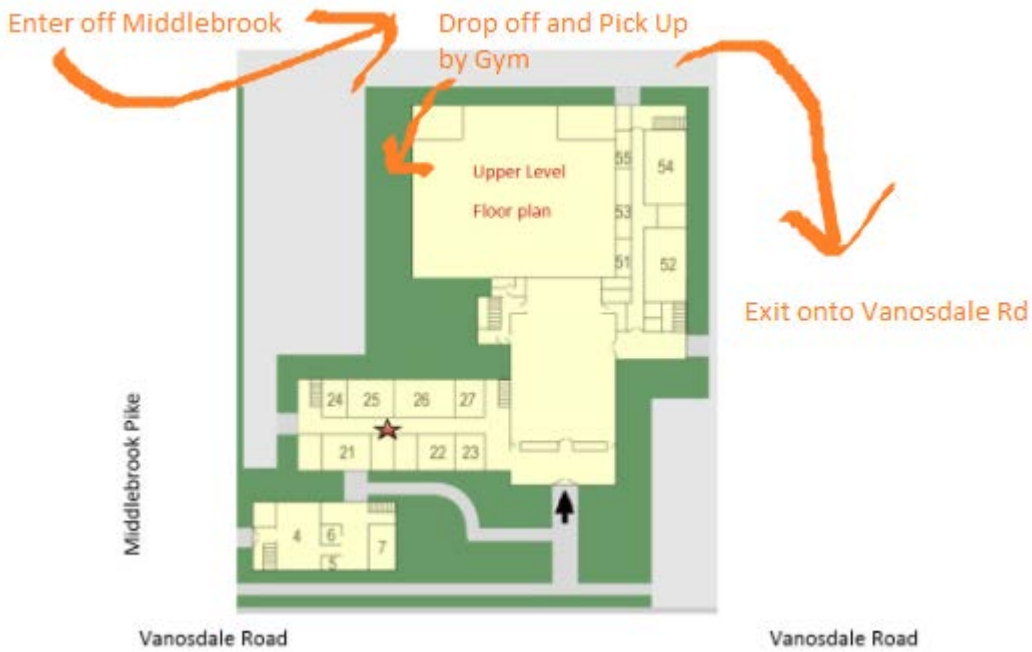 Enter off Middlebrook
Drop off and Pick Up
by Gym
Upper Level
Floor plan
55
54
53
51
52
Exit onto Vanosdale Rd
24
25
26
27
21
22
23
Middlebrook Pike
4
6
5
7
Vanosdale Road
Vanosdale Road